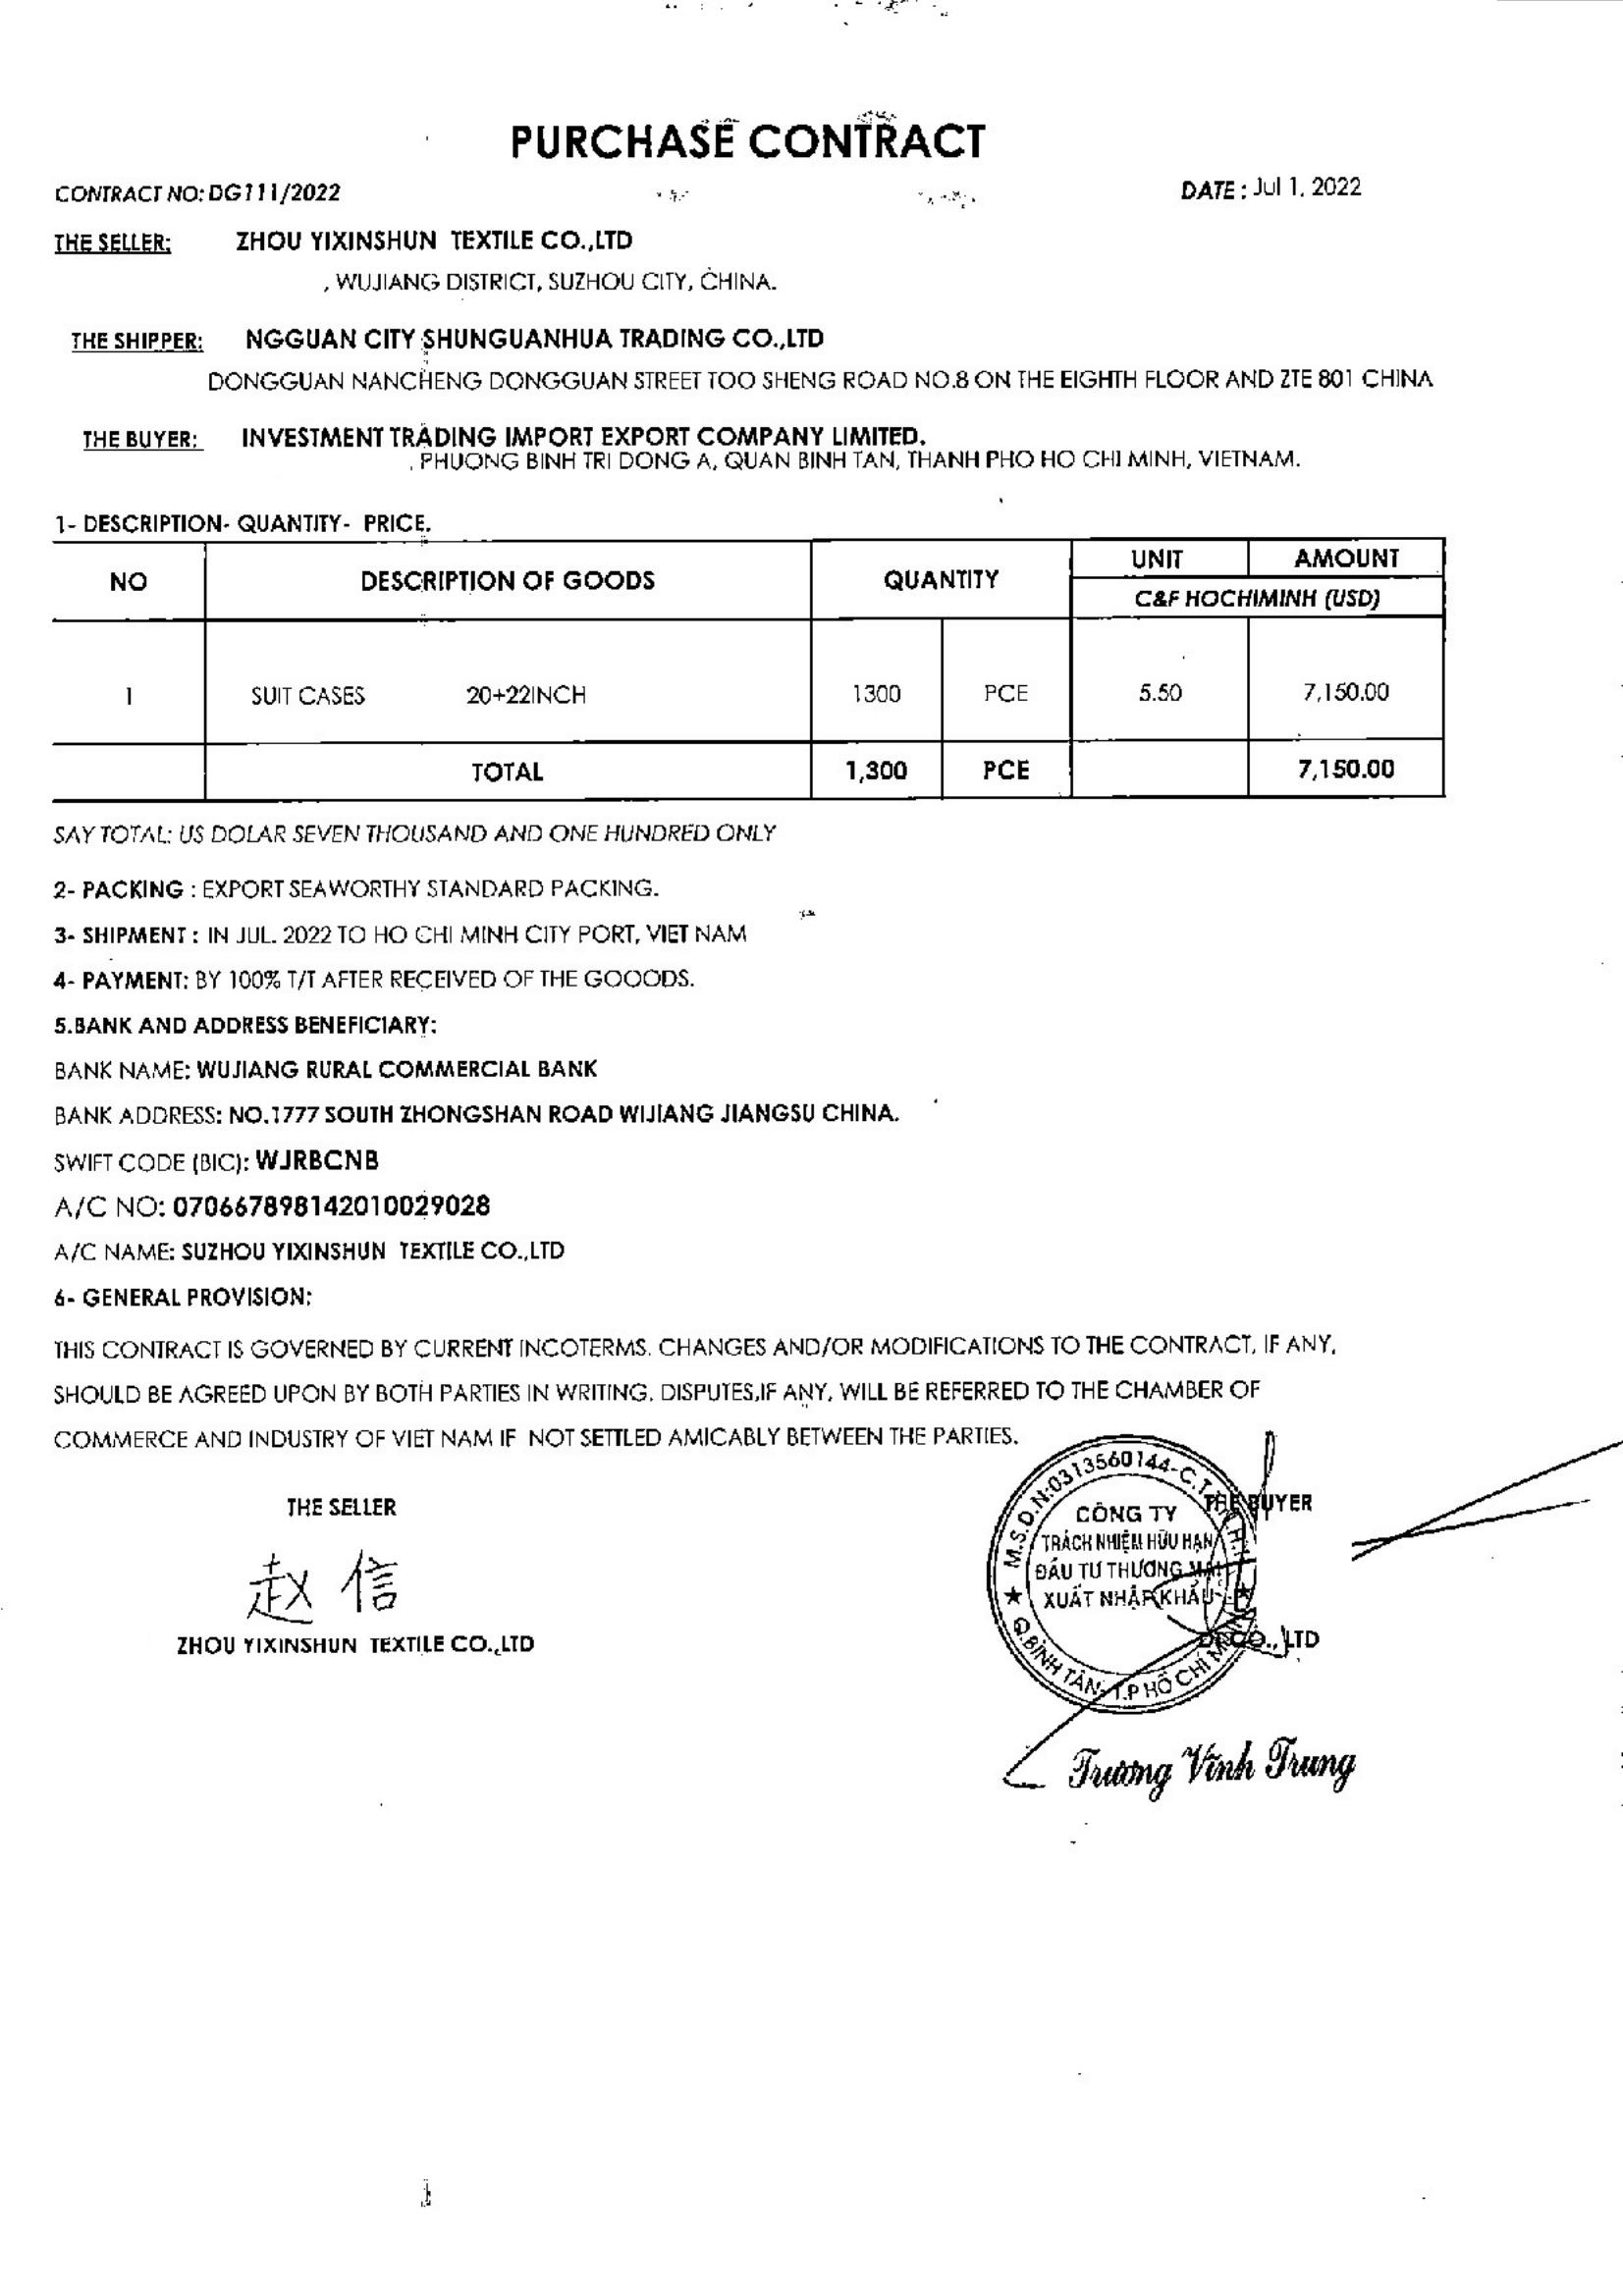 PURCHASE CONTRACT
CONTRACT NO: DG111/2022
DATE : Jul 1, 2022
THE SELLER: ZHOU YIXINSHUN TEXTILE CO.,LTD
, WUJIANG DISTRICT, SUZHOU CITY, CHINA.
THE SHIPPER: NGGUAN CITY SHUNGUANHUA TRADING CO.,LTD
DONGGUAN NANCHENG DONGGUAN STREET TOO SHENG ROAD NO.8 ON THE EIGHTH FLOOR AND ZTE 801 CHINA
THE BUYER: INVESTMENT TRADING IMPORT EXPORT COMPANY LIMITED.
, PHUONG BINH TRI DONG A, QUAN BINH TAN, THANH PHO HO CHI MINH, VIETNAM.
1- DESCRIPTION- QUANTITY- PRICE.
NO DESCRIPTION OF GOODS QUANTITY UNIT AMOUNT
C&F HOCHIMINH (USD)
1 SUIT CASES 20+22INCH 1300 PCE 5.50 7,150.00
TOTAL 1,300 PCE 7,150.00
SAY TOTAL: US DOLAR SEVEN THOUSAND AND ONE HUNDRED ONLY
2- PACKING : EXPORT SEAWORTHY STANDARD PACKING.
3- SHIPMENT : IN JUL. 2022 TO HO CHI MINH CITY PORT, VIET NAM
4- PAYMENT: BY 100% T/T AFTER RECEIVED OF THE GOOODS.
5.BANK AND ADDRESS BENEFICIARY:
BANK NAME: WUJIANG RURAL COMMERCIAL BANK
BANK ADDRESS: NO.1777 SOUTH ZHONGSHAN ROAD WIJIANG JIANGSU CHINA.
SWIFT CODE (BIC): WJRBCNB
A/C NO: 070667898142010029028
A/C NAME: SUZHOU YIXINSHUN TEXTILE CO.,LTD
6- GENERAL PROVISION:
THIS CONTRACT IS GOVERNED BY CURRENT INCOTERMS. CHANGES AND/OR MODIFICATIONS TO THE CONTRACT, IF ANY,
SHOULD BE AGREED UPON BY BOTH PARTIES IN WRITING. DISPUTES,IF ANY, WILL BE REFERRED TO THE CHAMBER OF
COMMERCE AND INDUSTRY OF VIET NAM IF NOT SETTLED AMICABLY BETWEEN THE PARTIES.
THE SELLER
THE BUYER
赵信
ZHOU YIXINSHUN TEXTILE CO.,LTD
M.S.D.N:0313560144-C.T.
CÔNG TY
TRÁCH NHIỆM HỮU HẠN
ĐẦU TƯ THƯƠNG MẠI
XUẤT NHẬP KHẨU
CO., LTD
Q.BÌNH TÂN-T.P HỒ CHÍ MINH
Trương Vĩnh Trung